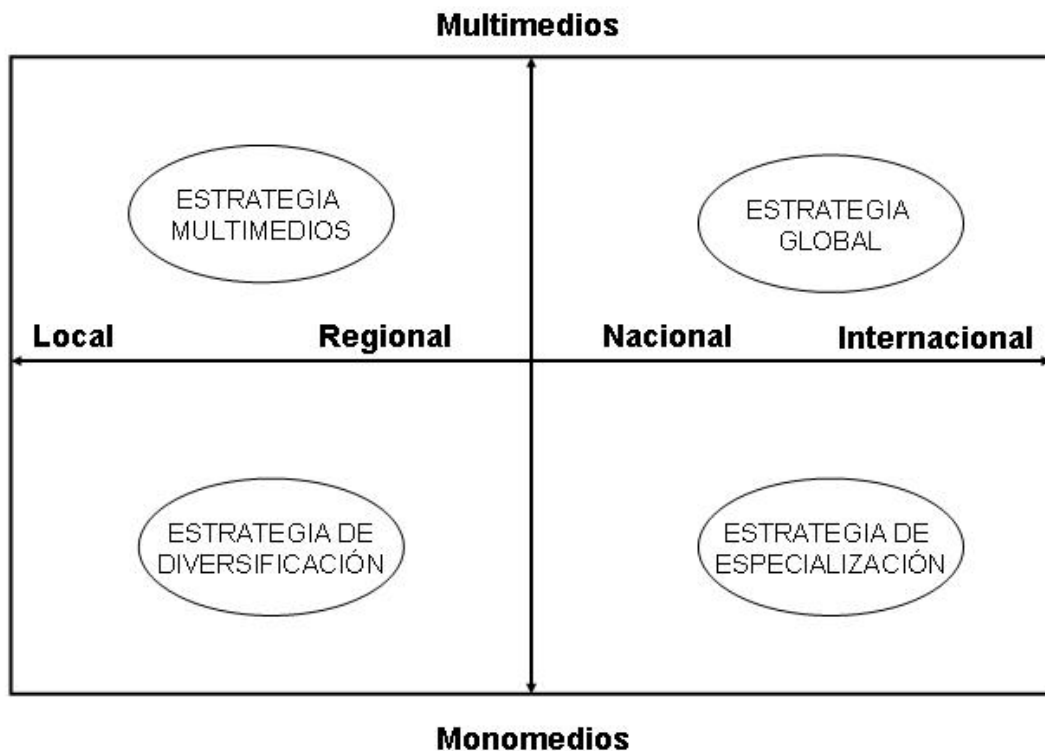 Multimedios
ESTRATEGIA
MULTIMEDIOS
ESTRATEGIA
GLOBAL
Local
Regional
Nacional
Internacional
ESTRATEGIA DE
DIVERSIFICACIÓN
ESTRATEGIA DE
ESPECIALIZACIÓN
Monomedios